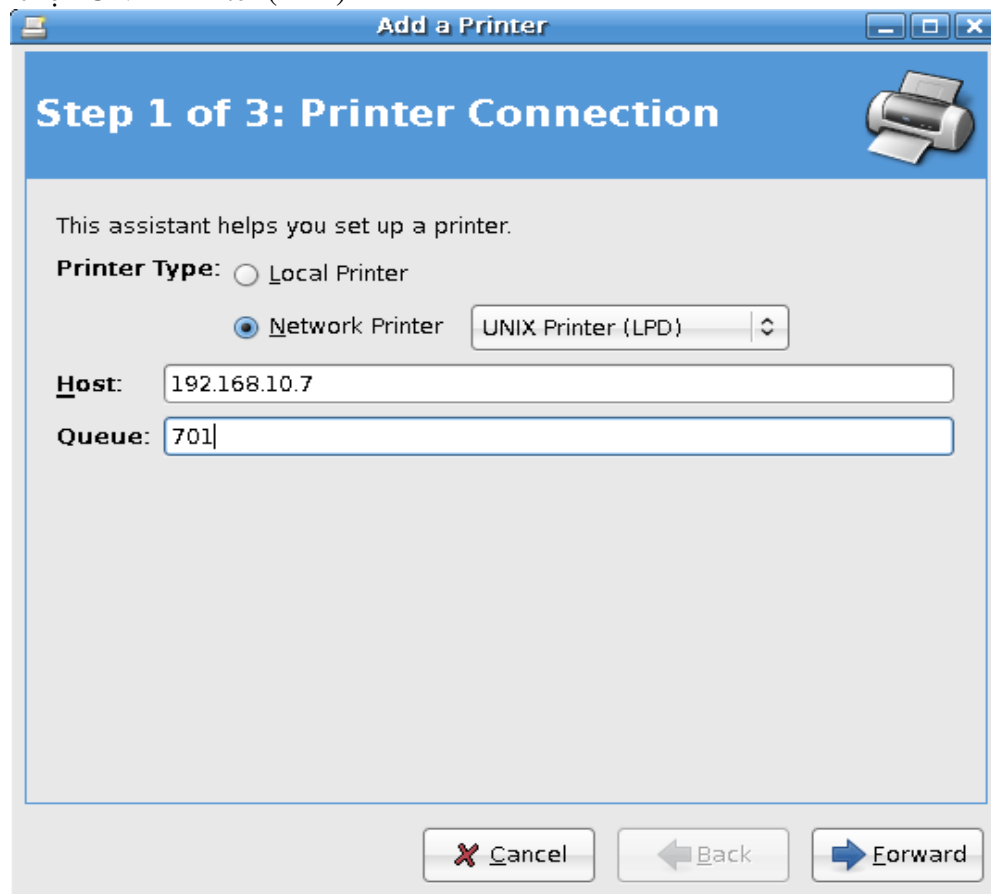 Add a Printer
Step 1 of 3: Printer Connection
This assistant helps you set up a printer.
Printer Type: Local Printer
Network Printer UNIX Printer (LPD)
Host: 192.168.10.7
Queue: 701
Cancel Back Forward